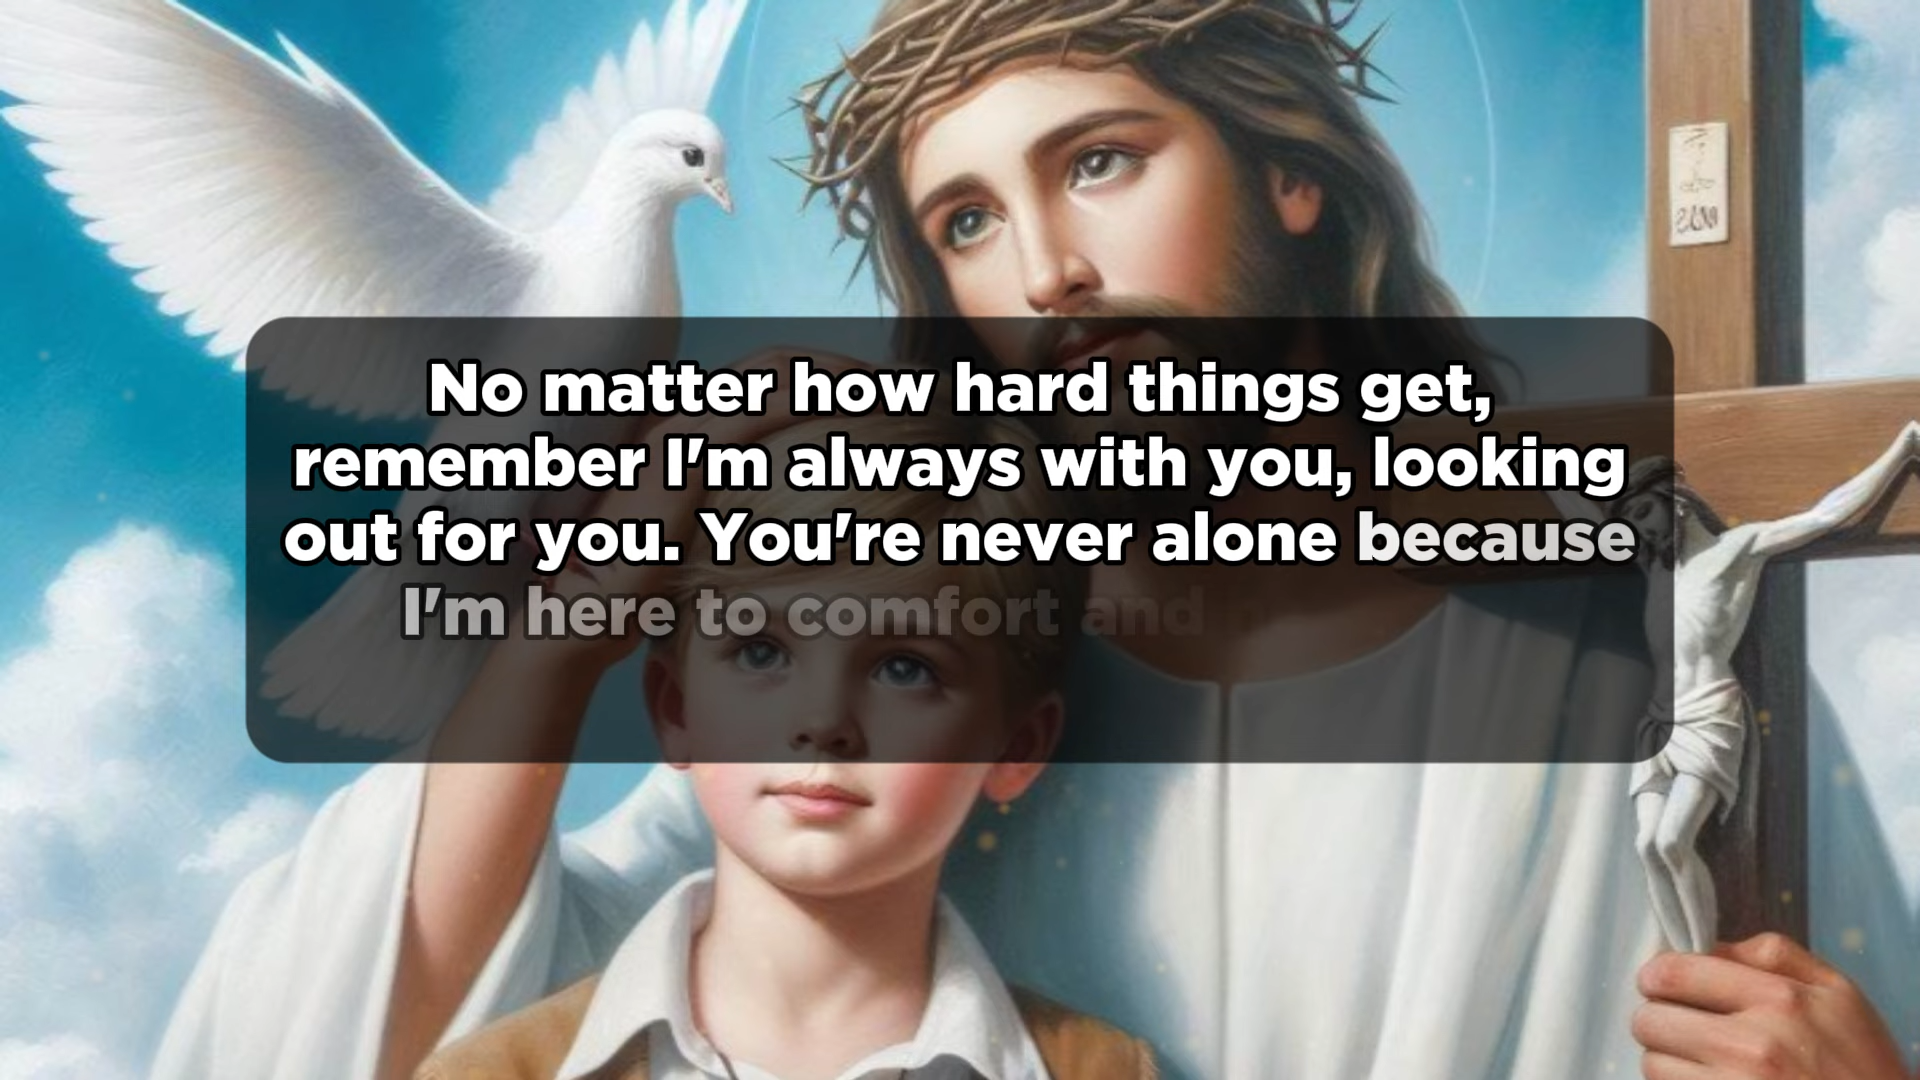 No matter how hard things get,
remember I'm always with you, looking
out for you. You're never alone because
I'm here to comfort and